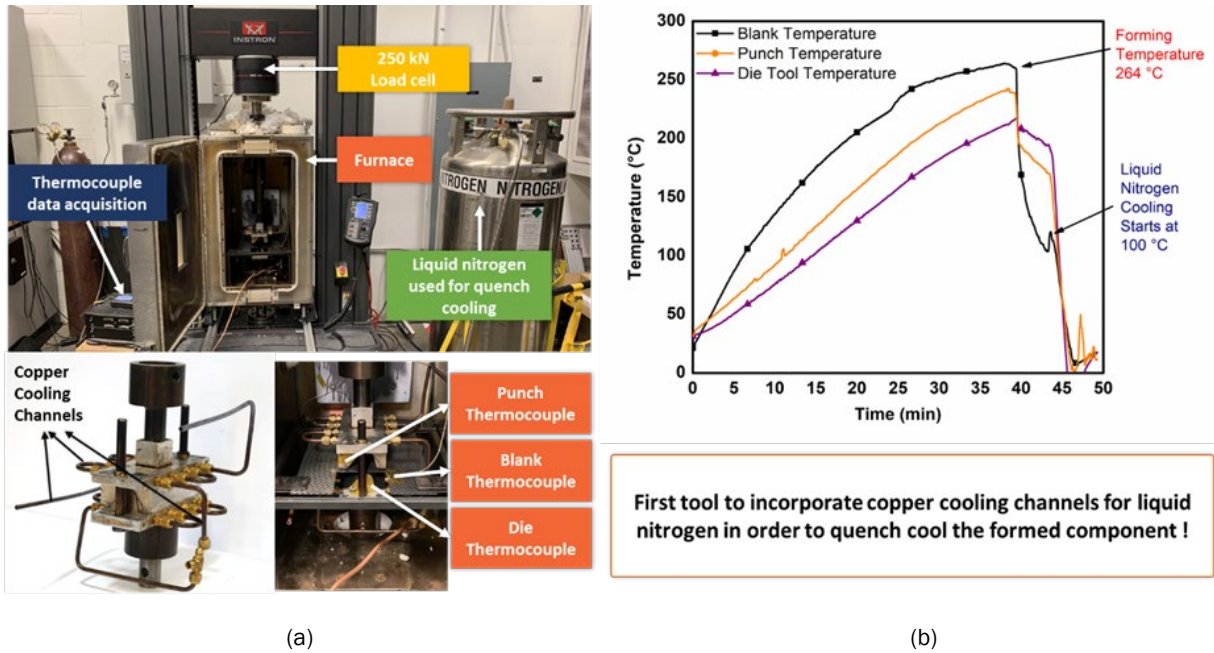 INSTRON
250 kN
Load cell
Furnace
Thermocouple
data acquisition
NITROGEN N
NITROGEN
Liquid nitrogen
used for quench
cooling
Copper
Cooling
Channels
Punch
Thermocouple
Blank
Thermocouple
Die
Thermocouple
(a)
300
250
200
150
100
50
0
Temperature (°C)
0 5 10 15 20 25 30 35 40 45 50
Time (min)
Blank Temperature
Punch Temperature
Die Tool Temperature
Forming
Temperature
264 °C
Liquid
Nitrogen
Cooling
Starts at
100 °C
First tool to incorporate copper cooling channels for liquid
nitrogen in order to quench cool the formed component !
(b)